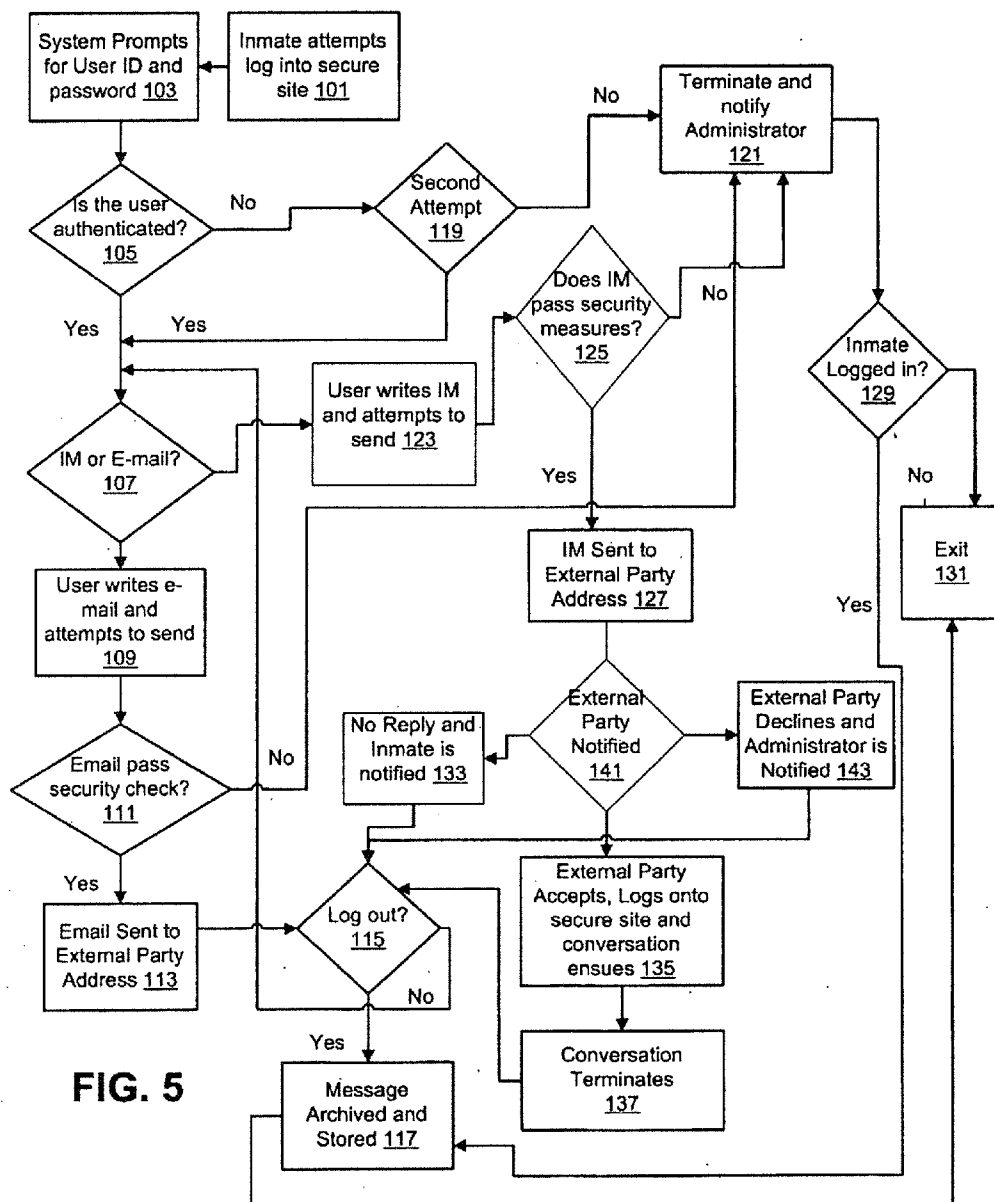 System Prompts
for User ID and
password 103
Inmate attempts
log into secure
site 101
Terminate and
notify
Administrator
121
No
Is the user
authenticated?
105
No
Second
Attempt
119
Does IM
pass security
measures?
125
No
Yes
Yes
Inmate
Logged in?
129
User writes IM
and attempts to
send 123
IM or E-mail?
107
Yes
No
IM Sent to
External Party
Address 127
Exit
131
User writes e-
mail and
attempts to send
109
Yes
External
Party
Notified
141
External Party
Declines and
Administrator is
Notified 143
No Reply and
Inmate is
notified 133
No
Email pass
security check?
111
Yes
External Party
Accepts, Logs onto
secure site and
conversation
ensues 135
Log out?
115
Email Sent to
External Party
Address 113
No
Yes
Conversation
Terminates
137
FIG. 5
Message
Archived and
Stored 117